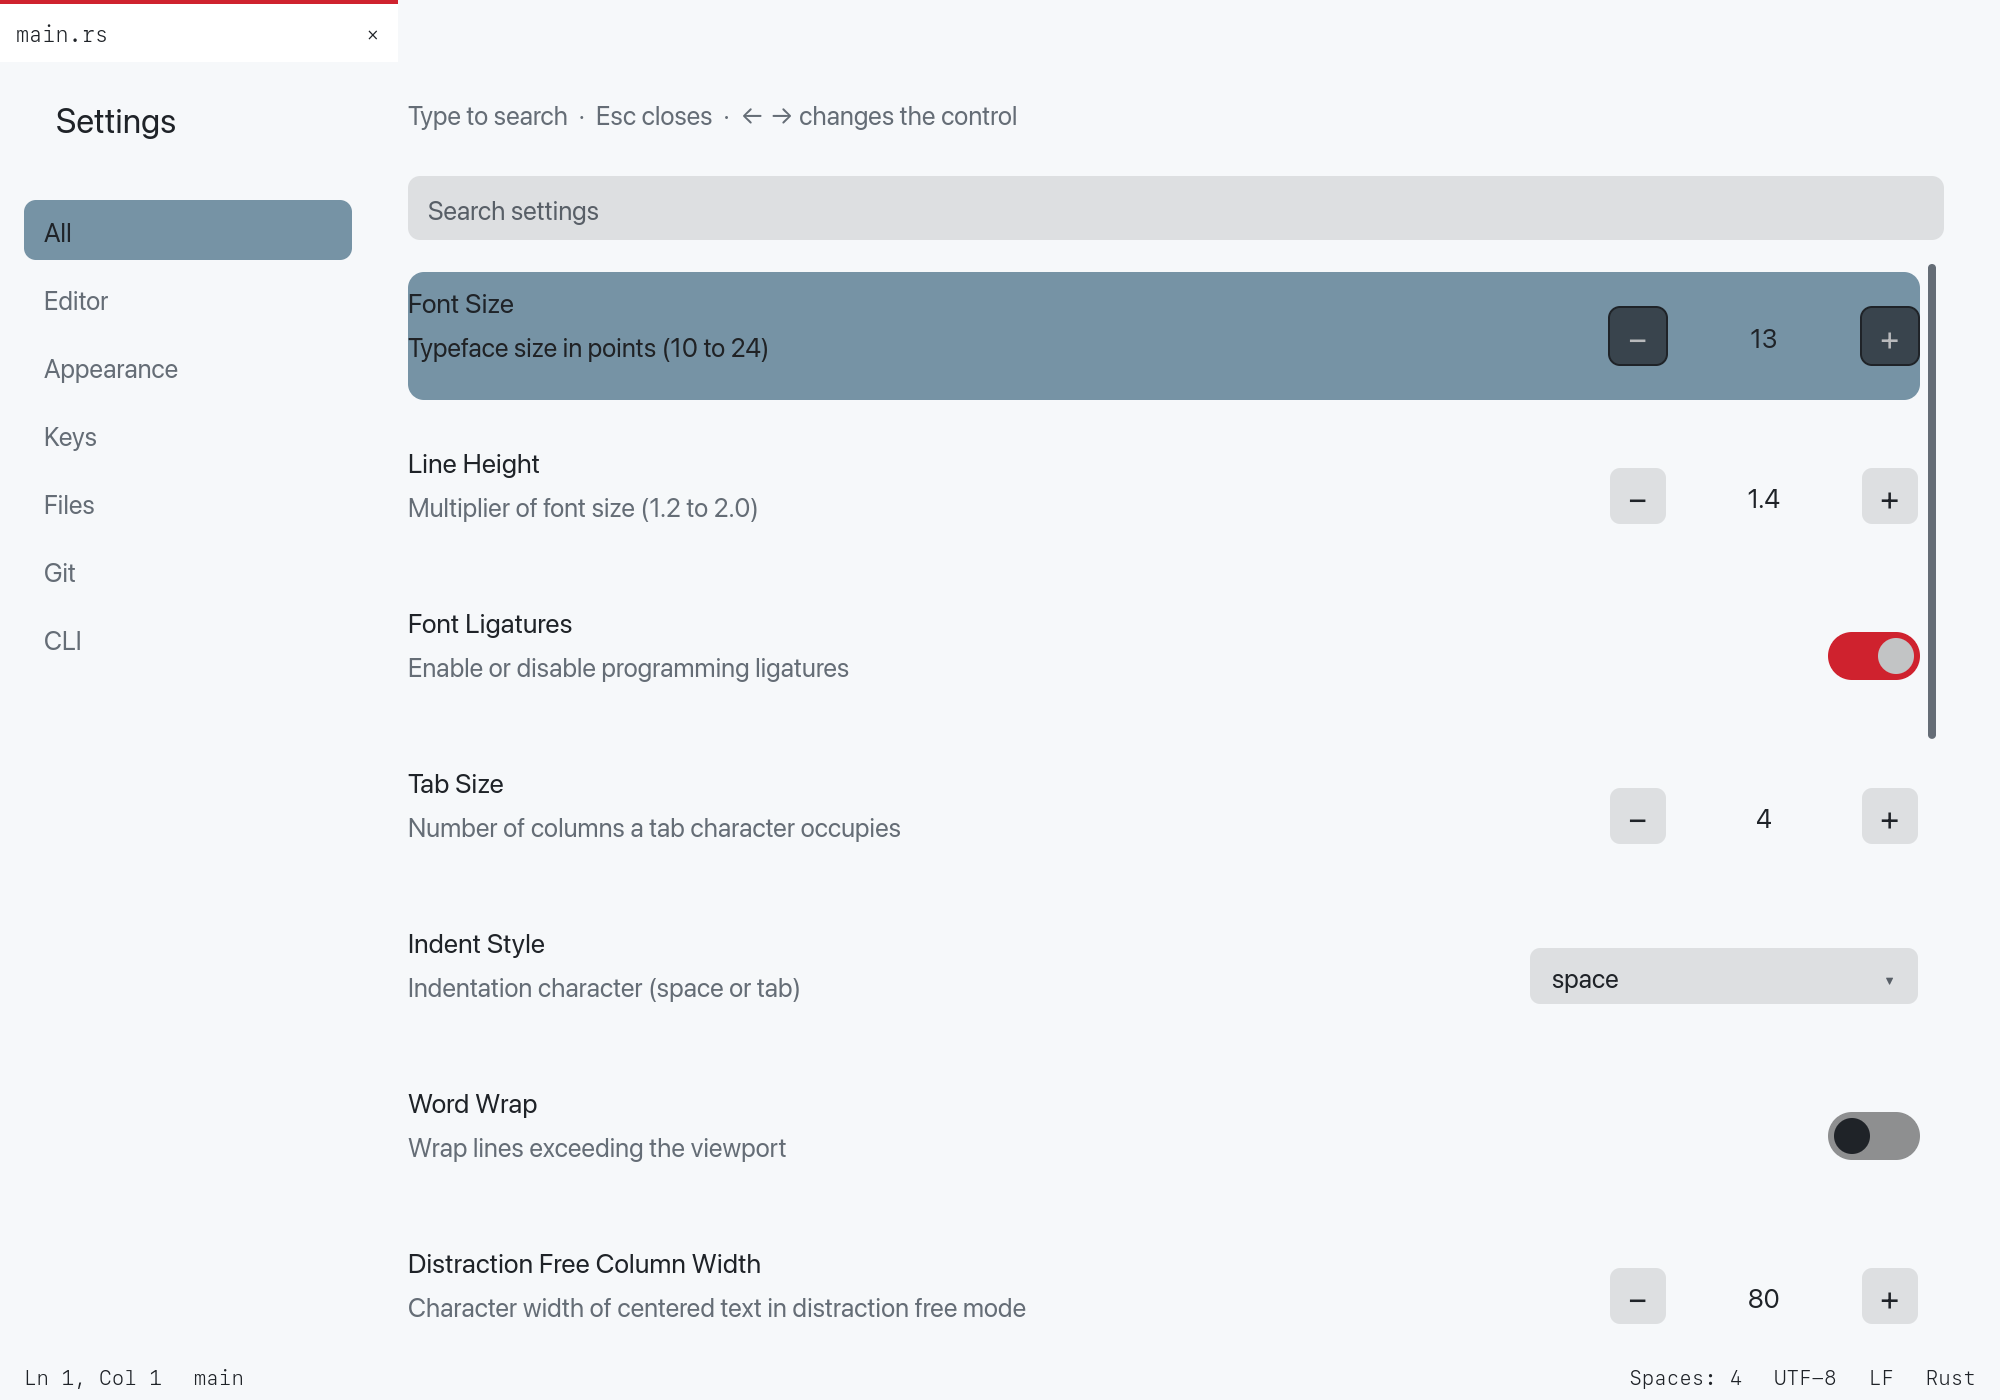 main.rs ×
Settings
Type to search · Esc closes · ← → changes the control
Search settings
All
Editor
Appearance
Keys
Files
Git
CLI
Font Size
Typeface size in points (10 to 24)
− 13 +
Line Height
Multiplier of font size (1.2 to 2.0)
− 1.4 +
Font Ligatures
Enable or disable programming ligatures
Tab Size
Number of columns a tab character occupies
− 4 +
Indent Style
Indentation character (space or tab)
space ▾
Word Wrap
Wrap lines exceeding the viewport
Distraction Free Column Width
Character width of centered text in distraction free mode
− 80 +
Ln 1, Col 1 main Spaces: 4 UTF-8 LF Rust